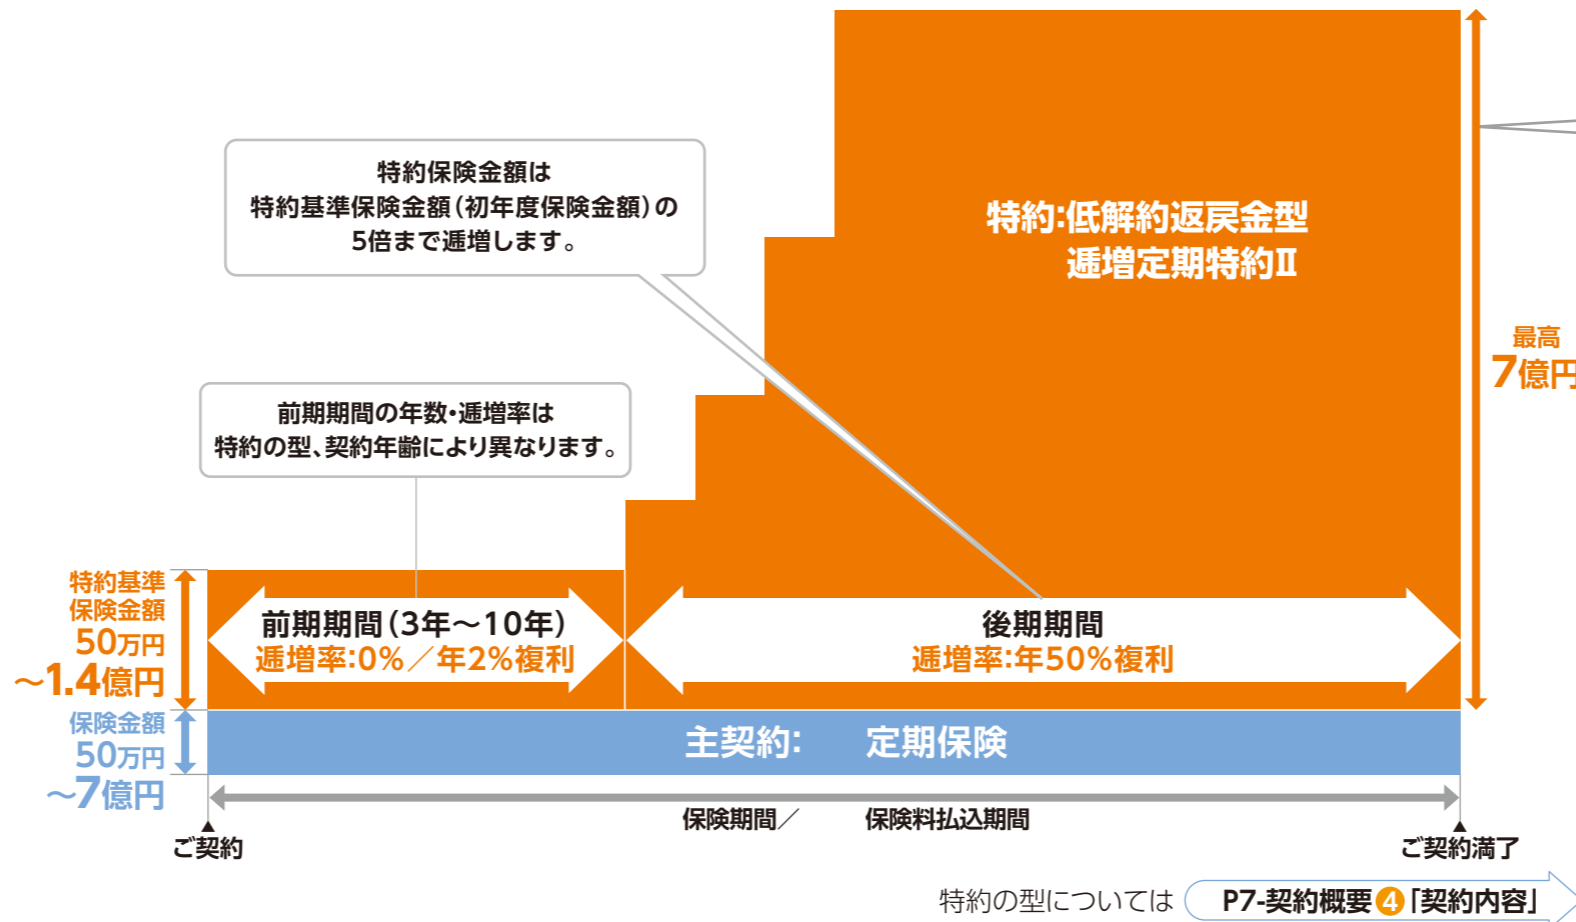 特約保険金額は
特約基準保険金額(初年度保険金額)の
5倍まで逓増します。
特約:低解約返戻金型
逓増定期特約Ⅱ
最高
7億円
前期期間の年数・逓増率は
特約の型、契約年齢により異なります。
特約基準
保険金額
50万円
～1.4億円
前期期間(3年～10年)
逓増率:0%／年2%複利
後期期間
逓増率:年50%複利
保険金額
50万円
～7億円
主契約: 定期保険
保険期間／ 保険料払込期間
▲
ご契約
▲
ご契約満了
特約の型については P7-契約概要4「契約内容」